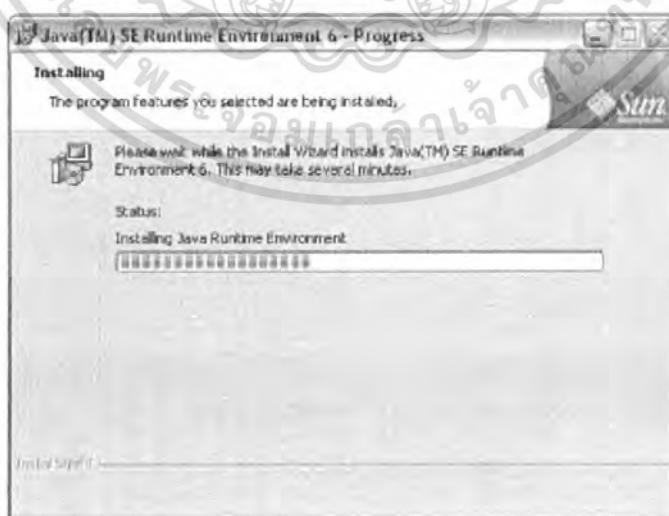 Java(TM) SE Runtime Environment 6 - Progress
Installing
The program features you selected are being installed.
Sun
Please wait while the Install Wizard installs Java(TM) SE Runtime
Environment 6. This may take several minutes.
Status:
Installing Java Runtime Environment
InstallShield